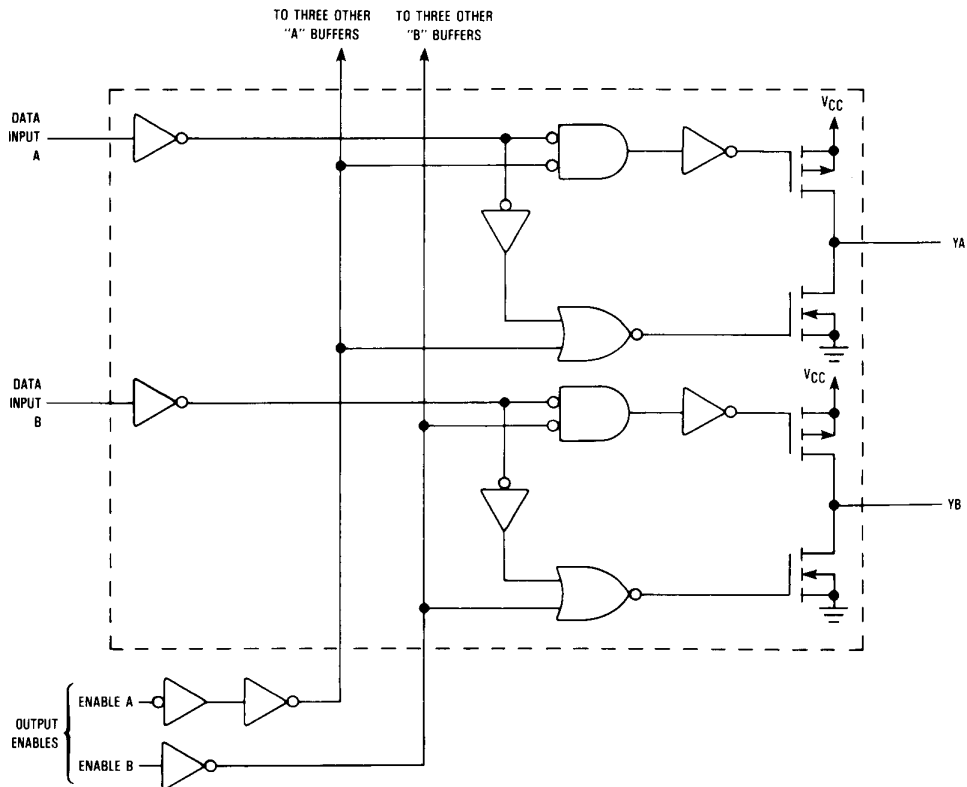 TO THREE OTHER
"A" BUFFERS
TO THREE OTHER
"B" BUFFERS
DATA
INPUT
A
VCC
YA
DATA
INPUT
B
VCC
YB
OUTPUT
ENABLES
ENABLE A
ENABLE B